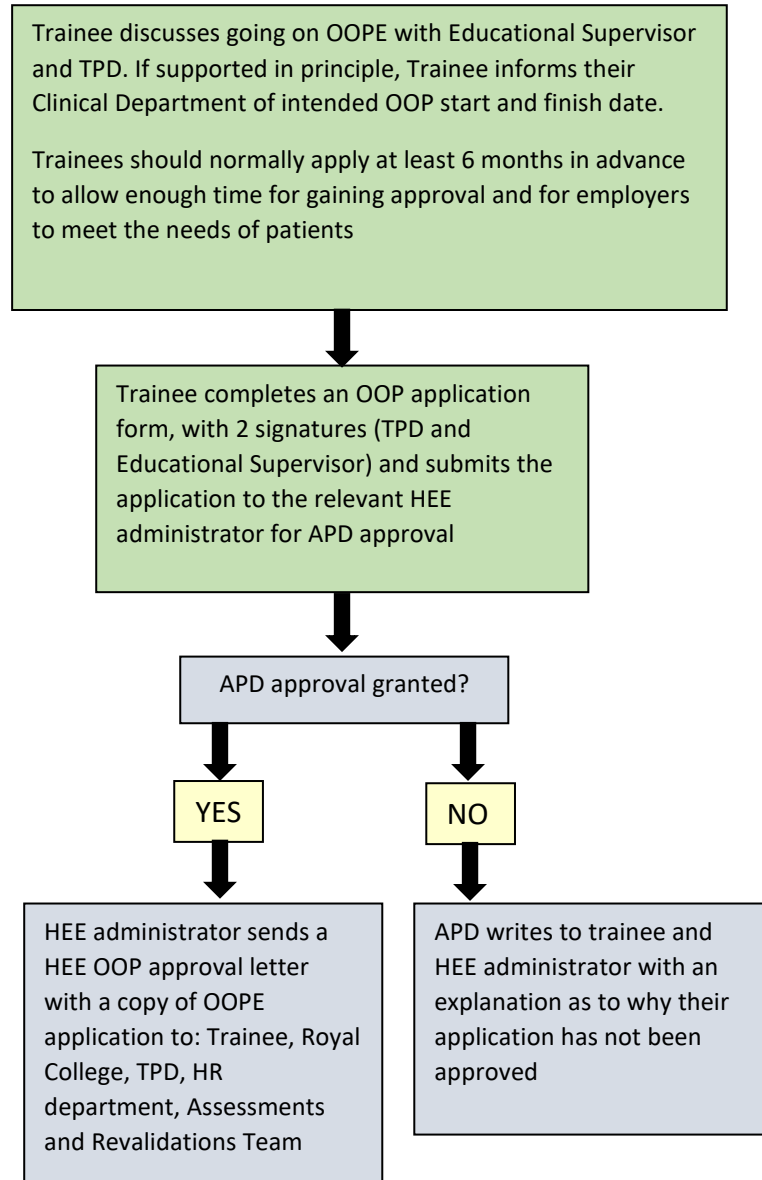 Trainee discusses going on OOPE with Educational Supervisor
and TPD. If supported in principle, Trainee informs their
Clinical Department of intended OOP start and finish date.
Trainees should normally apply at least 6 months in advance
to allow enough time for gaining approval and for employers
to meet the needs of patients
Trainee completes an OOP application
form, with 2 signatures (TPD and
Educational Supervisor) and submits the
application to the relevant HEE
administrator for APD approval
APD approval granted?
YES
NO
HEE administrator sends a
HEE OOP approval letter
with a copy of OOPE
application to: Trainee, Royal
College, TPD, HR
department, Assessments
and Revalidations Team
APD writes to trainee and
HEE administrator with an
explanation as to why their
application has not been
approved